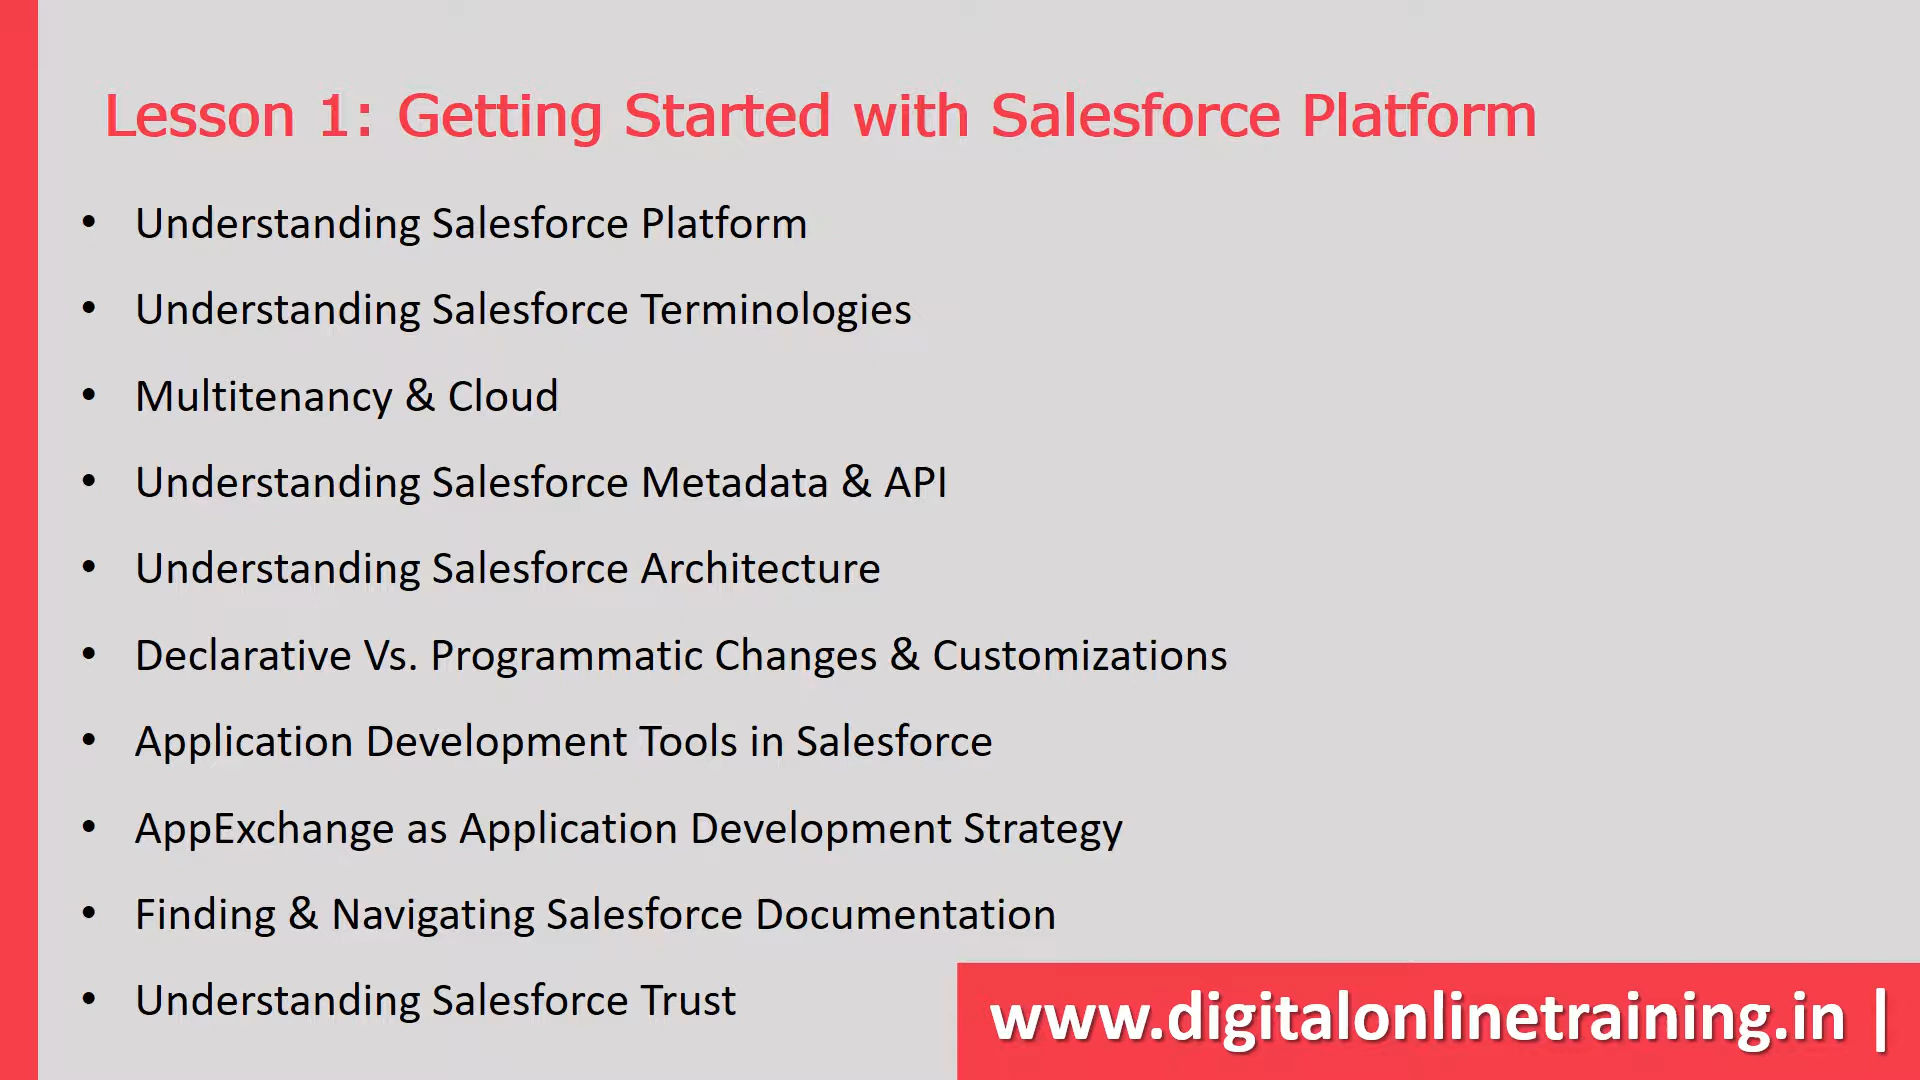 Lesson 1: Getting Started with Salesforce Platform
• Understanding Salesforce Platform
• Understanding Salesforce Terminologies
• Multitenancy & Cloud
• Understanding Salesforce Metadata & API
• Understanding Salesforce Architecture
• Declarative Vs. Programmatic Changes & Customizations
• Application Development Tools in Salesforce
• AppExchange as Application Development Strategy
• Finding & Navigating Salesforce Documentation
• Understanding Salesforce Trust
www.digitalonlinetraining.in |